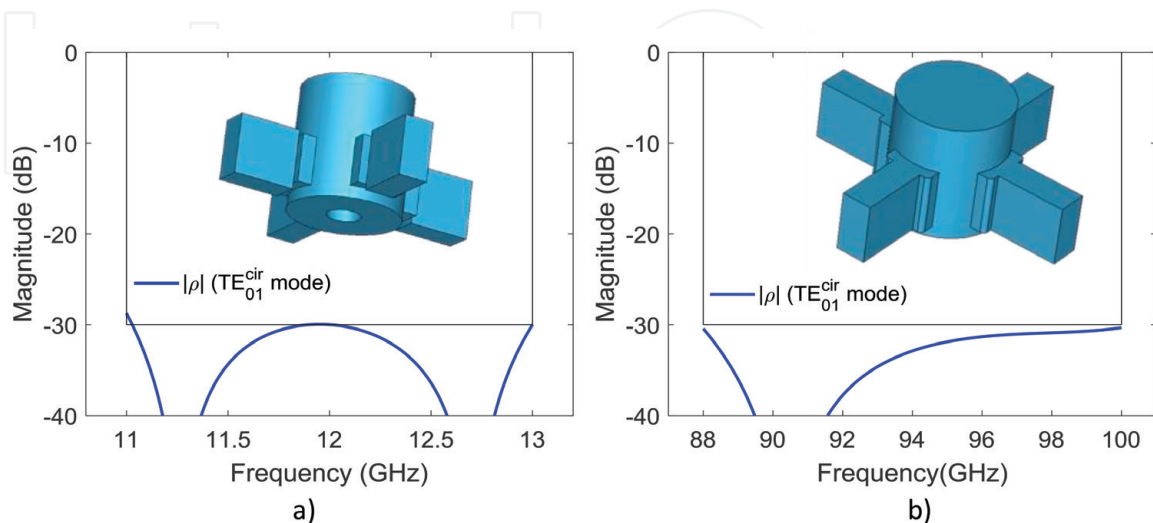 0
-10
-20
-30
-40
Magnitude (dB)
|ρ| (TE01cir mode)
11
11.5
12
12.5
13
Frequency (GHz)
a)
0
-10
-20
-30
-40
Magnitude (dB)
|ρ| (TE01cir mode)
88
90
92
94
96
98
100
Frequency(GHz)
b)